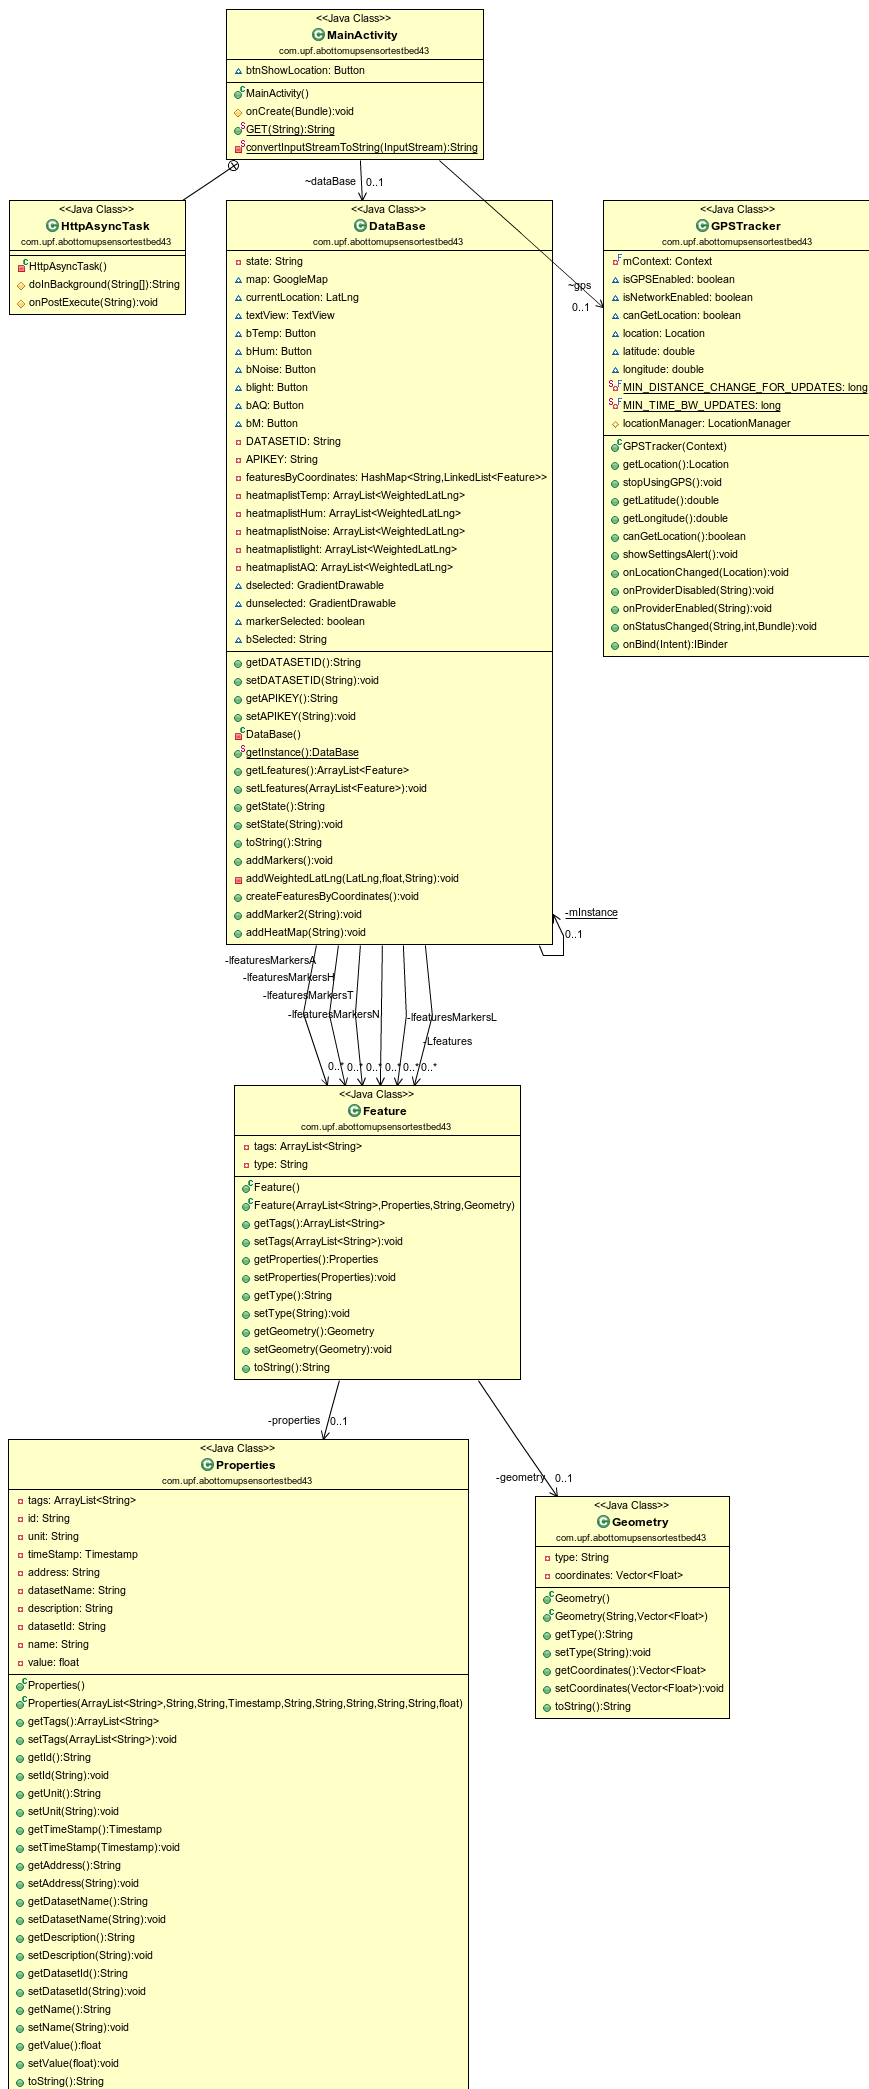 <<Java Class>>
MainActivity
com.upf.abottomupsensortestbed43
btnShowLocation: Button
MainActivity()
onCreate(Bundle):void
GET(String):String
convertInputStreamToString(InputStream):String
~dataBase
0..1
~gps
0..1
<<Java Class>>
HttpAsyncTask
com.upf.abottomupsensortestbed43
HttpAsyncTask()
doInBackground(String[]):String
onPostExecute(String):void
<<Java Class>>
DataBase
com.upf.abottomupsensortestbed43
state: String
map: GoogleMap
currentLocation: LatLng
textView: TextView
bTemp: Button
bHum: Button
bNoise: Button
blight: Button
bAQ: Button
bM: Button
DATASETID: String
APIKEY: String
featuresByCoordinates: HashMap<String,LinkedList<Feature>>
heatmaplistTemp: ArrayList<WeightedLatLng>
heatmaplistHum: ArrayList<WeightedLatLng>
heatmaplistNoise: ArrayList<WeightedLatLng>
heatmaplistlight: ArrayList<WeightedLatLng>
heatmaplistAQ: ArrayList<WeightedLatLng>
dselected: GradientDrawable
dunselected: GradientDrawable
markerSelected: boolean
bSelected: String
getDATASETID():String
setDATASETID(String):void
getAPIKEY():String
setAPIKEY(String):void
DataBase()
getInstance():DataBase
getLfeatures():ArrayList<Feature>
setLfeatures(ArrayList<Feature>):void
getState():String
setState(String):void
toString():String
addMarkers():void
addWeightedLatLng(LatLng,float,String):void
createFeaturesByCoordinates():void
addMarker2(String):void
addHeatMap(String):void
<<Java Class>>
GPSTracker
com.upf.abottomupsensortestbed43
mContext: Context
isGPSEnabled: boolean
isNetworkEnabled: boolean
canGetLocation: boolean
location: Location
latitude: double
longitude: double
MIN_DISTANCE_CHANGE_FOR_UPDATES: long
MIN_TIME_BW_UPDATES: long
locationManager: LocationManager
GPSTracker(Context)
getLocation():Location
stopUsingGPS():void
getLatitude():double
getLongitude():double
canGetLocation():boolean
showSettingsAlert():void
onLocationChanged(Location):void
onProviderDisabled(String):void
onProviderEnabled(String):void
onStatusChanged(String,int,Bundle):void
onBind(Intent):IBinder
-mInstance
0..1
-lfeaturesMarkersA
-lfeaturesMarkersH
-lfeaturesMarkersT
-lfeaturesMarkersN
-lfeaturesMarkersL
-Lfeatures
0..* 0..* 0..* 0..* 0..* 0..*
<<Java Class>>
Feature
com.upf.abottomupsensortestbed43
tags: ArrayList<String>
type: String
Feature()
Feature(ArrayList<String>,Properties,String,Geometry)
getTags():ArrayList<String>
setTags(ArrayList<String>):void
getProperties():Properties
setProperties(Properties):void
getType():String
setType(String):void
getGeometry():Geometry
setGeometry(Geometry):void
toString():String
-properties
0..1
-geometry
0..1
<<Java Class>>
Properties
com.upf.abottomupsensortestbed43
tags: ArrayList<String>
id: String
unit: String
timeStamp: Timestamp
address: String
datasetName: String
description: String
datasetId: String
name: String
value: float
Properties()
Properties(ArrayList<String>,String,String,Timestamp,String,String,String,String,String,float)
getTags():ArrayList<String>
setTags(ArrayList<String>):void
getId():String
setId(String):void
getUnit():String
setUnit(String):void
getTimeStamp():Timestamp
setTimeStamp(Timestamp):void
getAddress():String
setAddress(String):void
getDatasetName():String
setDatasetName(String):void
getDescription():String
setDescription(String):void
getDatasetId():String
setDatasetId(String):void
getName():String
setName(String):void
getValue():float
setValue(float):void
toString():String
<<Java Class>>
Geometry
com.upf.abottomupsensortestbed43
type: String
coordinates: Vector<Float>
Geometry()
Geometry(String,Vector<Float>)
getType():String
setType(String):void
getCoordinates():Vector<Float>
setCoordinates(Vector<Float>):void
toString():String